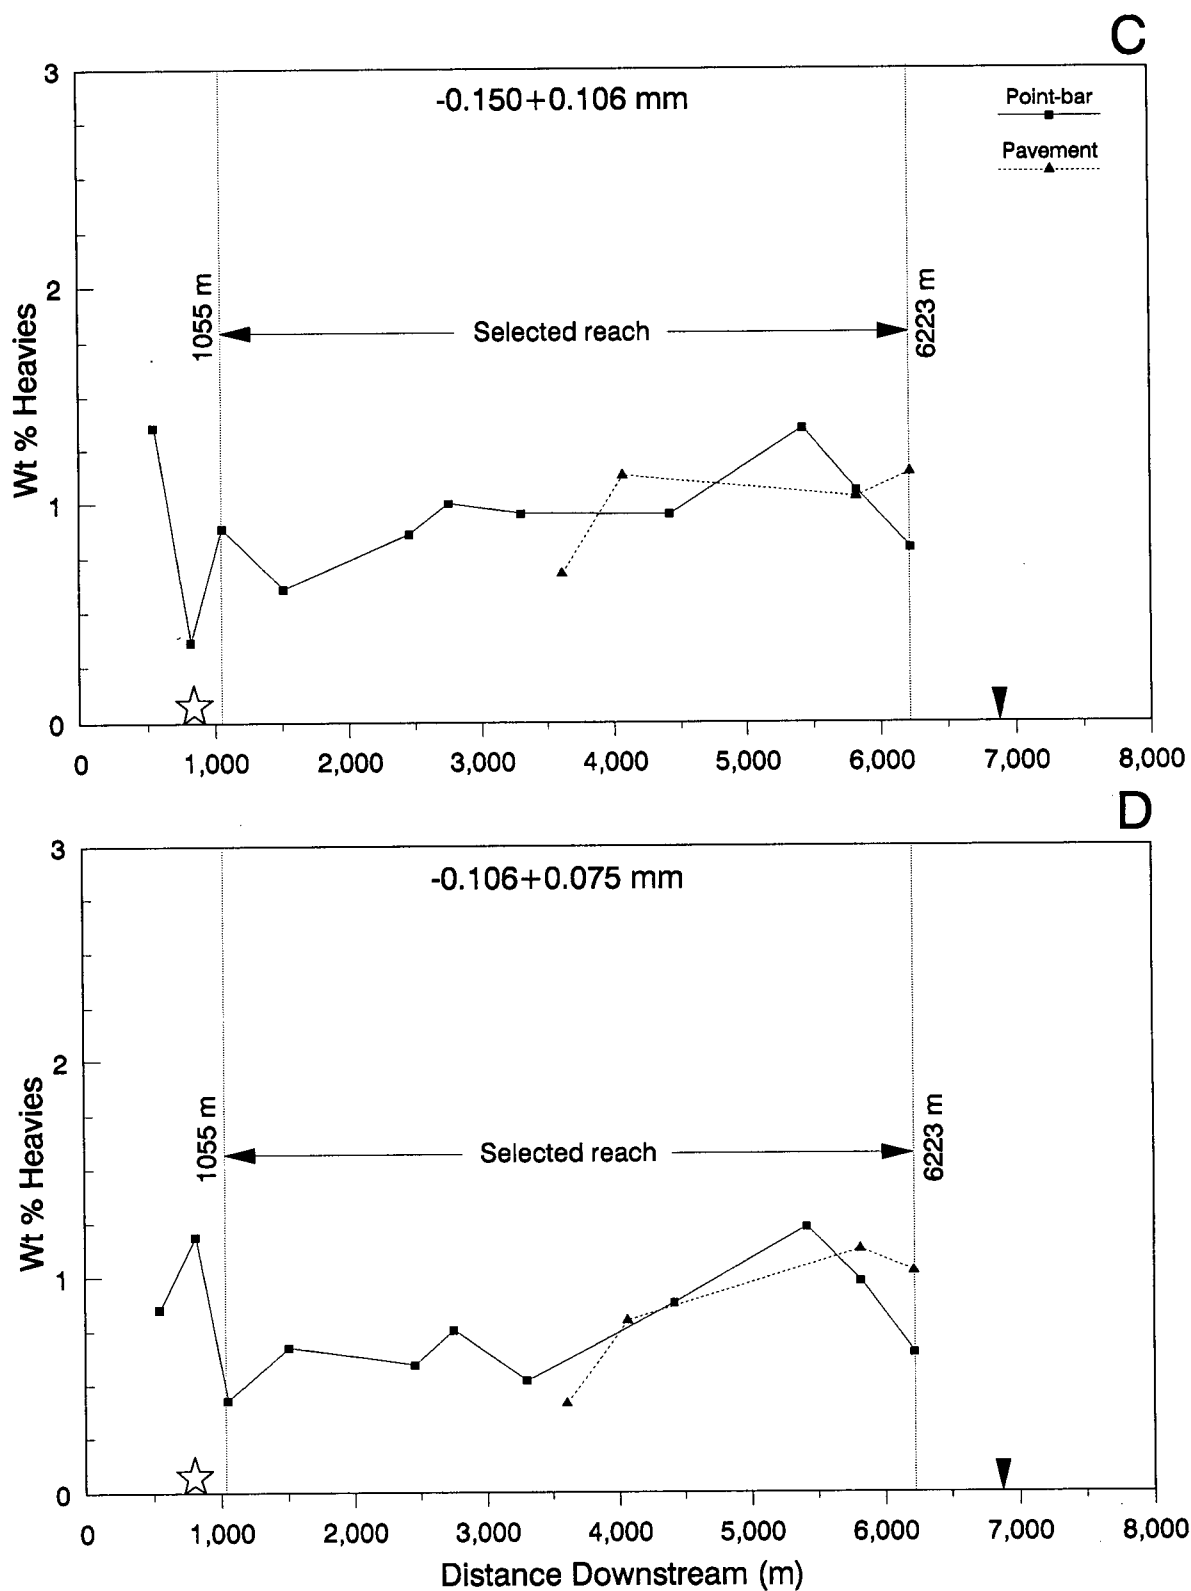 C
3
-0.150+0.106 mm
Point-bar
Pavement
2
1055 m
Selected reach
6223 m
Wt % Heavies
1
0
0 1,000 2,000 3,000 4,000 5,000 6,000 7,000 8,000
D
3
-0.106+0.075 mm
2
1055 m
Selected reach
6223 m
Wt % Heavies
1
0
0 1,000 2,000 3,000 4,000 5,000 6,000 7,000 8,000
Distance Downstream (m)